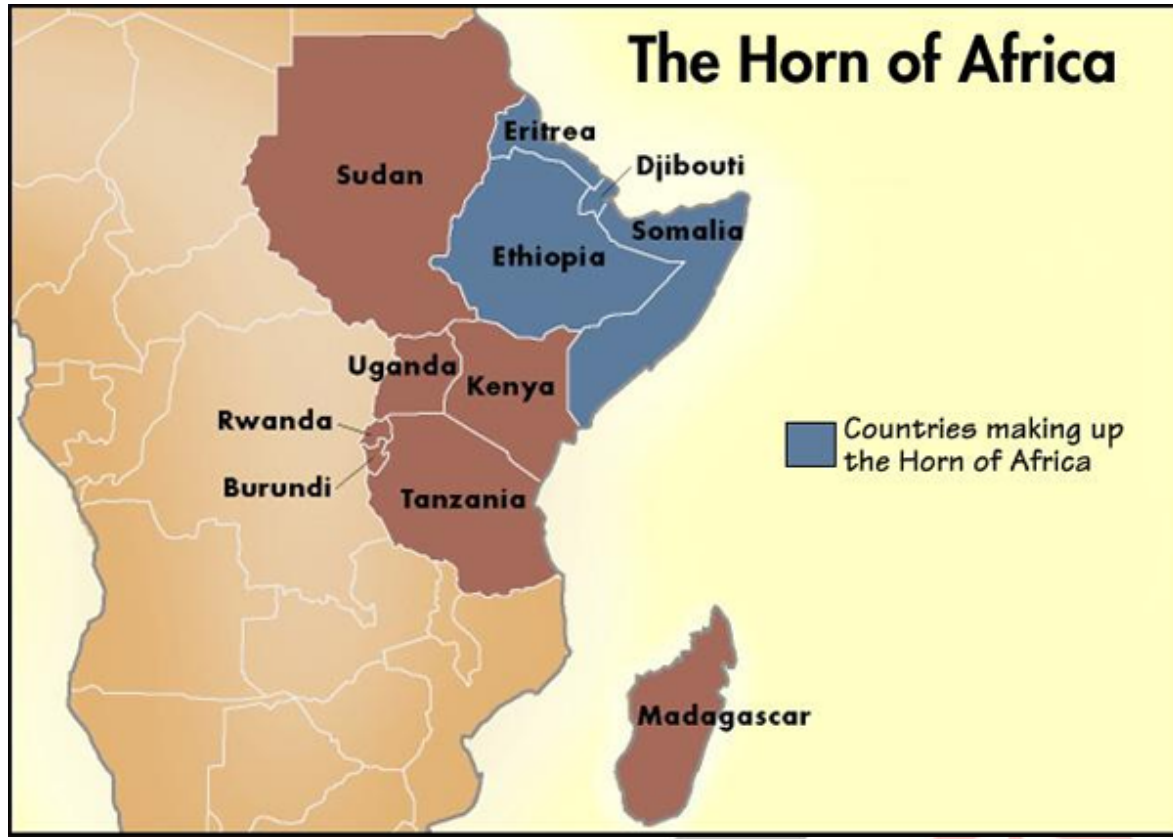 The Horn of Africa
Eritrea
Djibouti
Sudan
Somalia
Ethiopia
Uganda
Kenya
Rwanda
Countries making up
the Horn of Africa
Burundi
Tanzania
Madagascar